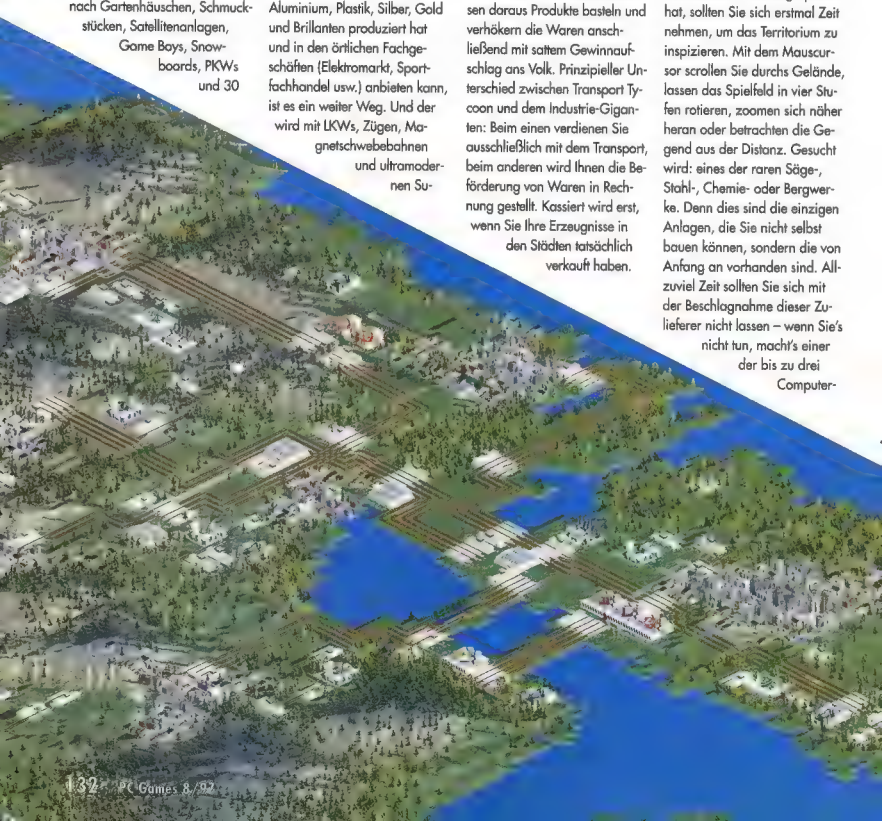 nach Gartenhäuschen, Schmuck-
stücken, Satellitenanlagen,
Game Boys, Snow-
boards, PKWs
und 30
Aluminium, Plastik, Silber, Gold
und Brillanten produziert hat
und in den örtlichen Fachge-
schäften (Elektromarkt, Sport-
fachhandel usw.) anbieten kann,
ist es ein weiter Weg. Und der
wird mit LKWs, Zügen, Ma-
gnetschwebebahnen
und ultramoder-
nen Su-
sen daraus Produkte basteln und
verhökern die Waren ansch-
ließend mit sattem Gewinnauf-
schlag ans Volk. Prinzipieller Un-
terschied zwischen Transport Ty-
coon und dem Industrie-Gigan-
ten: Beim einen verdienen Sie
ausschließlich mit dem Transport,
beim anderen wird Ihnen die Be-
förderung von Waren in Rech-
nung gestellt. Kassiert wird erst,
wenn Sie Ihre Erzeugnisse in
den Städten tatsächlich
verkauft haben.
hat, sollten Sie sich erstmal Zeit
nehmen, um das Territorium zu
inspizieren. Mit dem Mauscur-
sor scrollen Sie durchs Gelände,
lassen das Spielfeld in vier Stu-
fen rotieren, zoomen sich näher
heran oder betrachten die Ge-
gend aus der Distanz. Gesucht
wird: eines der raren Säge-,
Stahl-, Chemie- oder Bergwer-
ke. Denn dies sind die einzigen
Anlagen, die Sie nicht selbst
bauen können, sondern die von
Anfang an vorhanden sind. All-
zuviel Zeit sollten Sie sich mit
der Beschlagnahme dieser Zu-
lieferer nicht lassen – wenn Sie's
nicht tun, macht's einer
der bis zu drei
Computer-
132 PC Games 8/97